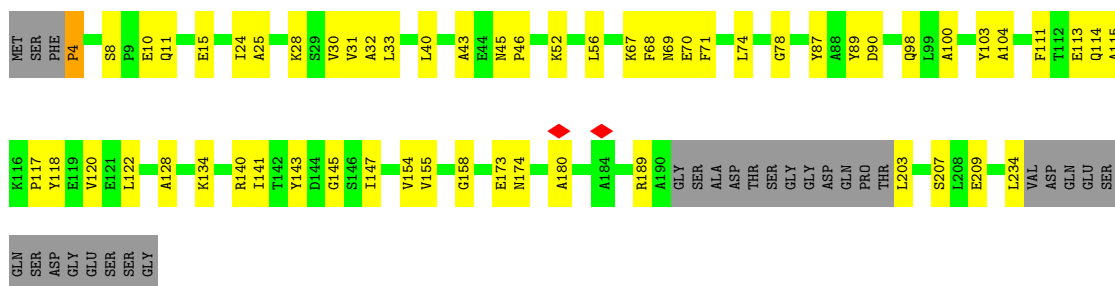 MET SER PHE P4 S8 P9 E10 Q11 E15 I24 A25 K28 S29 V30 V31 A32 L33 L40 A43 E44 N45 P46 K52 L56 K67 F68 N69 E70 F71 L74 G78 Y87 A88 Y89 D90 Q98 L99 A100 Y103 A104 F111 T112 E113 Q114 A115
K116 P117 Y118 E119 V120 E121 L122 A128 K134 R140 I141 T142 Y143 D144 G145 S146 I147 V154 V155 G158 E173 N174 A180 A184 R189 A190 GLY SER ALA ASP THR SER GLY GLY ASP GLN PRO THR L203 S207 L208 E209 L234 VAL ASP GLN GLU SER
GLN SER ASP GLY GLU SER SER GLY